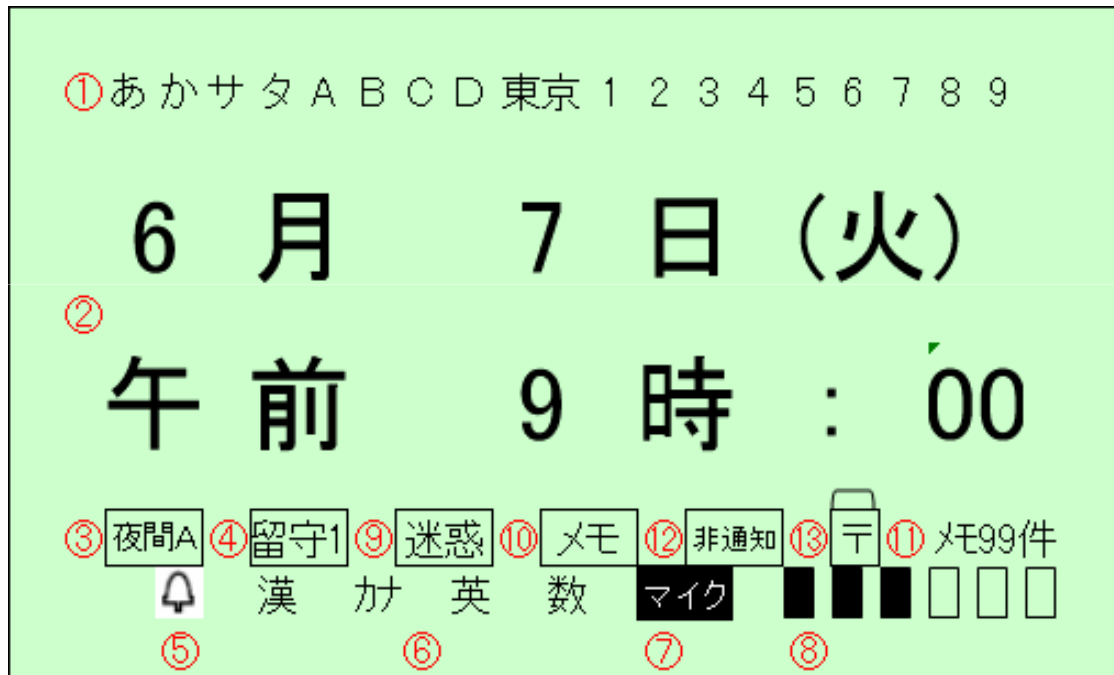 ①あかサタABCD東京123456789
6月 7日(火)
②
午前 9時:00
③夜間A ④留守1 ⑨迷惑 ⑩メモ ⑫非通知 ⑬〒 ⑪メモ99件
漢 カナ 英 数 マイク
⑤ ⑥ ⑦ ⑧